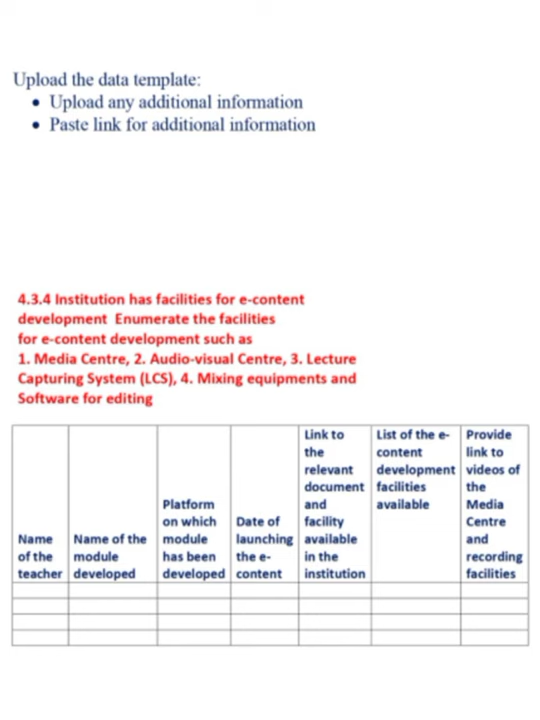 Upload the data template:
• Upload any additional information
• Paste link for additional information
4.3.4 Institution has facilities for e-content
development Enumerate the facilities
for e-content development such as
1. Media Centre, 2. Audio-visual Centre, 3. Lecture
Capturing System (LCS), 4. Mixing equipments and
Software for editing
Name
of the
teacher
Name of the
module
developed
Platform
on which
module
has been
developed
Date of
launching
the e-
content
Link to
the
relevant
document
and
facility
available
in the
institution
List of the e-
content
development
facilities
available
Provide
link to
videos of
the
Media
Centre
and
recording
facilities